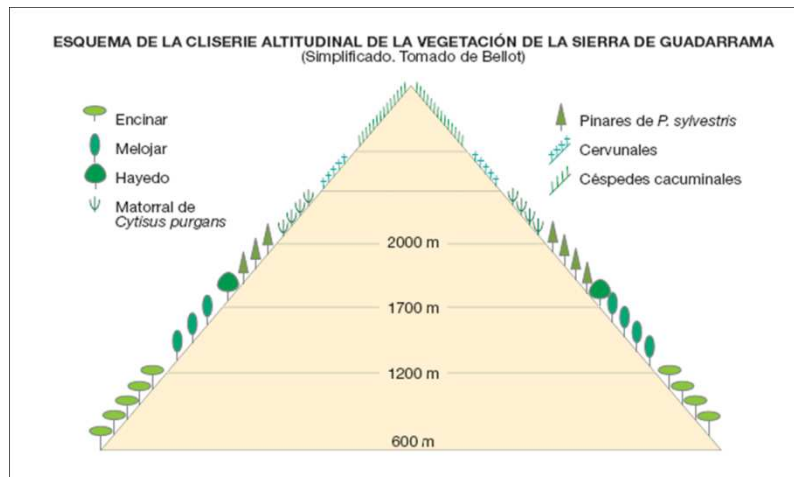 ESQUEMA DE LA CLISERIE ALTITUDINAL DE LA VEGETACIÓN DE LA SIERRA DE GUADARRAMA
(Simplificado. Tomado de Bellot)
Encinar
Melojar
Hayedo
Matorral de
Cytisus purgans
Pinares de P. sylvestris
Cervunales
Céspedes cacuminales
2000 m
1700 m
1200 m
600 m